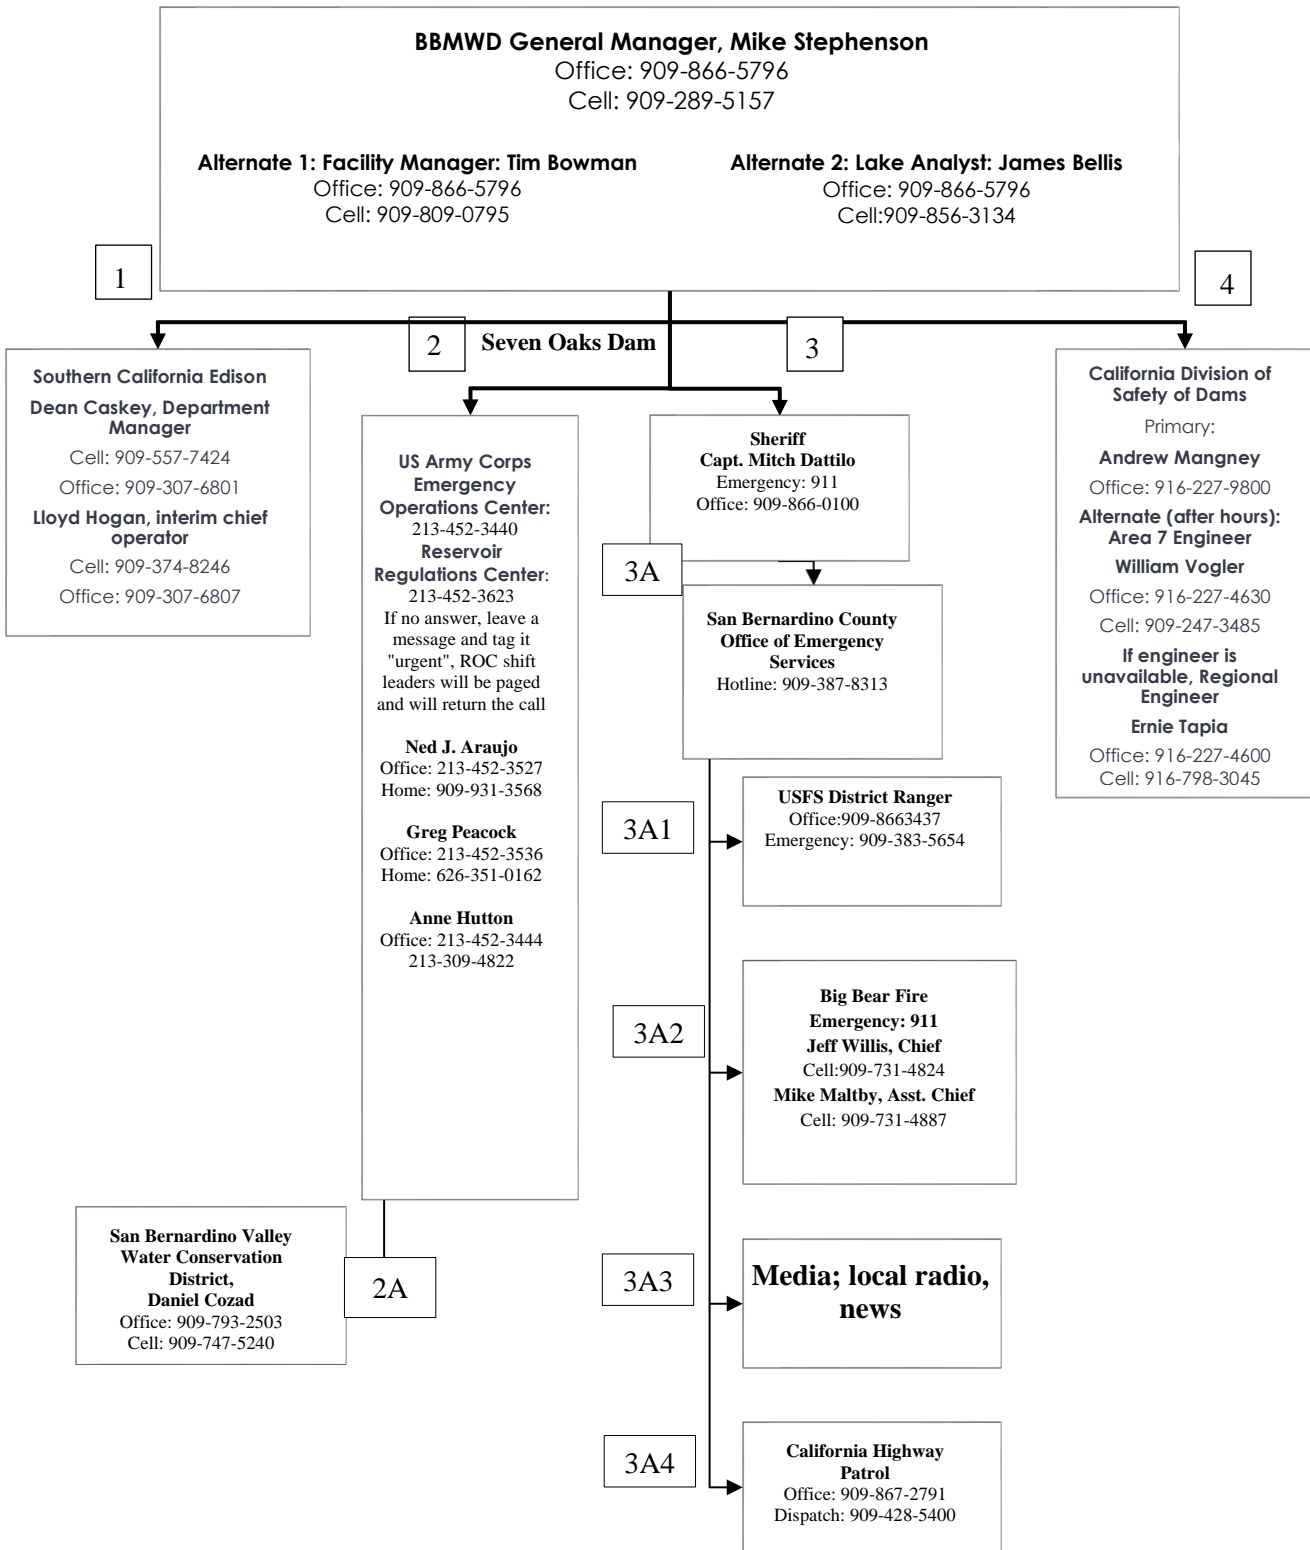 BBMWD General Manager, Mike Stephenson
Office: 909-866-5796
Cell: 909-289-5157
Alternate 1: Facility Manager: Tim Bowman
Office: 909-866-5796
Cell: 909-809-0795
Alternate 2: Lake Analyst: James Bellis
Office: 909-866-5796
Cell:909-856-3134
1
4
2
Seven Oaks Dam
3
Southern California Edison
Dean Caskey, Department
Manager
Cell: 909-557-7424
Office: 909-307-6801
Lloyd Hogan, interim chief
operator
Cell: 909-374-8246
Office: 909-307-6807
US Army Corps
Emergency
Operations Center:
213-452-3440
Reservoir
Regulations Center:
213-452-3623
If no answer, leave a
message and tag it
"urgent", ROC shift
leaders will be paged
and will return the call
Ned J. Araujo
Office: 213-452-3527
Home: 909-931-3568
Greg Peacock
Office: 213-452-3536
Home: 626-351-0162
Anne Hutton
Office: 213-452-3444
213-309-4822
Sheriff
Capt. Mitch Dattilo
Emergency: 911
Office: 909-866-0100
3A
San Bernardino County
Office of Emergency
Services
Hotline: 909-387-8313
California Division of
Safety of Dams
Primary:
Andrew Mangney
Office: 916-227-9800
Alternate (after hours):
Area 7 Engineer
William Vogler
Office: 916-227-4630
Cell: 909-247-3485
If engineer is
unavailable, Regional
Engineer
Ernie Tapia
Office: 916-227-4600
Cell: 916-798-3045
3A1
USFS District Ranger
Office:909-8663437
Emergency: 909-383-5654
3A2
Big Bear Fire
Emergency: 911
Jeff Willis, Chief
Cell:909-731-4824
Mike Maltby, Asst. Chief
Cell: 909-731-4887
San Bernardino Valley
Water Conservation
District,
Daniel Cozad
Office: 909-793-2503
Cell: 909-747-5240
2A
3A3
Media; local radio,
news
3A4
California Highway
Patrol
Office: 909-867-2791
Dispatch: 909-428-5400